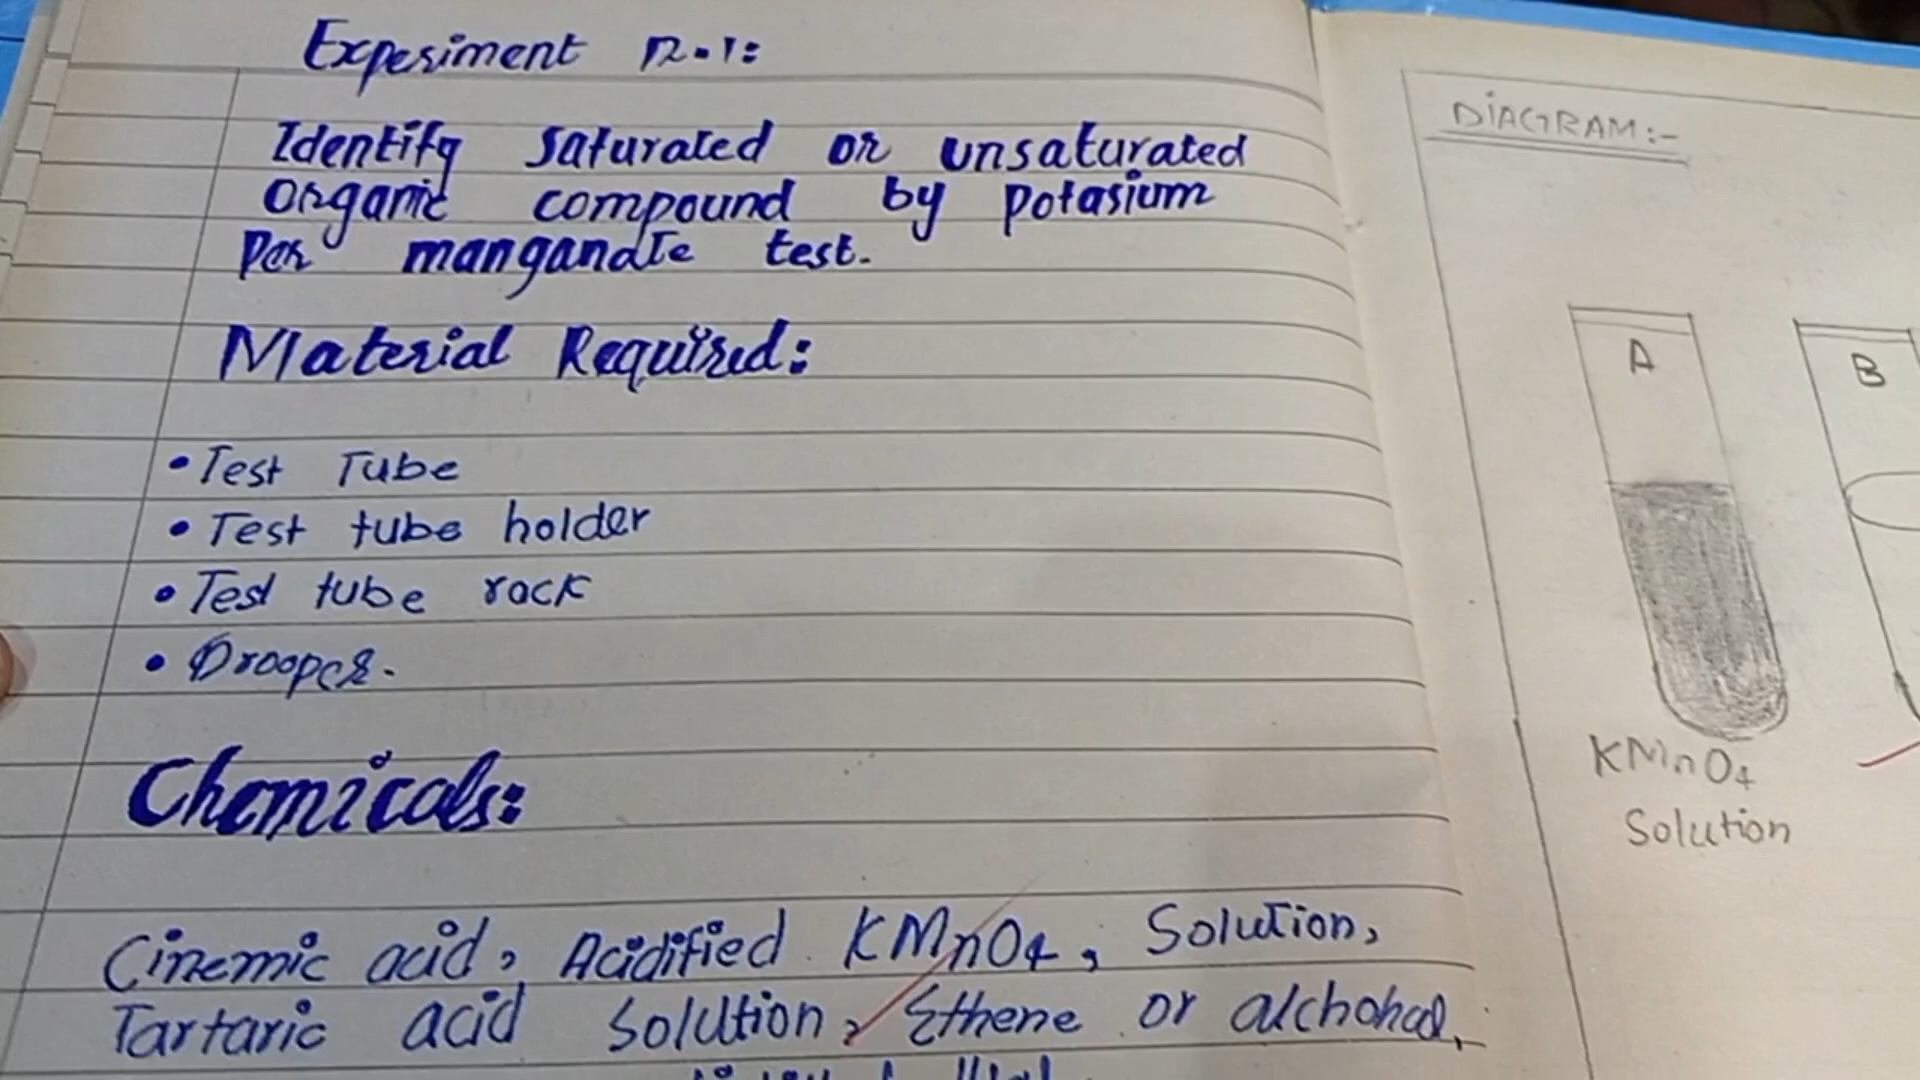 Experiment 12.1:
Identify saturated or unsaturated
organic compound by potasium
per manganate test.
Material Required:
• Test Tube
• Test tube holder
• Test tube rack
• Drooper.
Chemicals:
Cinemic acid, Acidified KMnO4, Solution,
Tartaric acid solution, Ethene or alchohal,
DIAGRAM:-
A
B
KMnO4
Solution